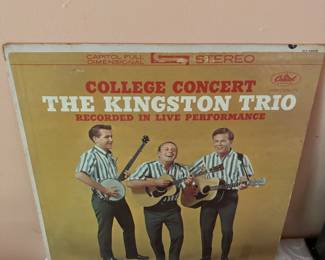 CAPITOL FULL DIMENSIONAL STEREO
COLLEGE CONCERT
Capitol
THE KINGSTON TRIO
RECORDED IN LIVE PERFORMANCE